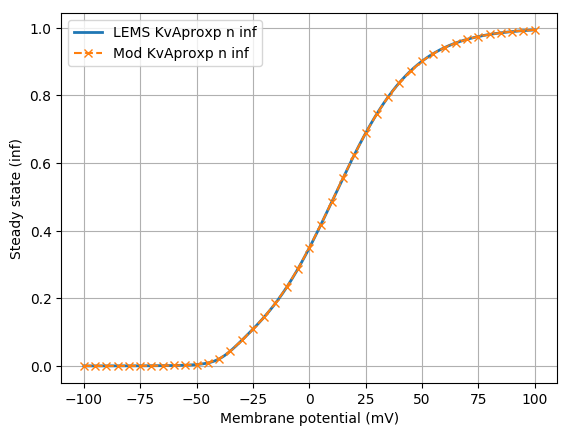 LEMS KvAproxp n inf
Mod KvAproxp n inf
1.0
0.8
0.6
0.4
0.2
0.0
Steady state (inf)
−100 −75 −50 −25 0 25 50 75 100
Membrane potential (mV)